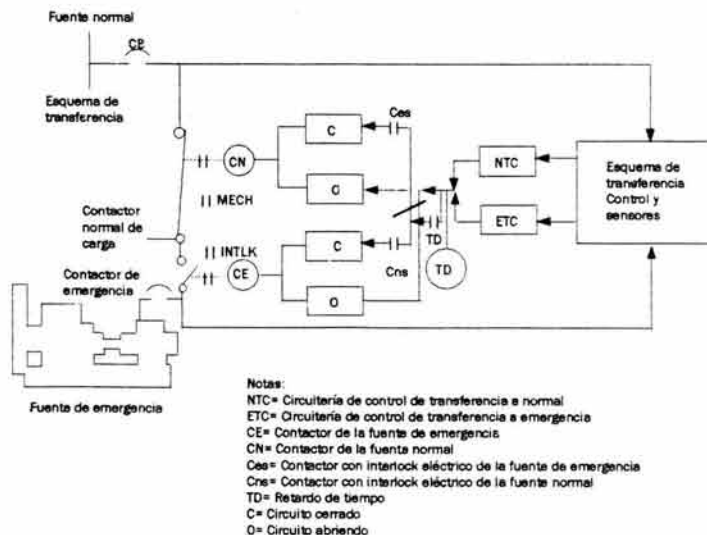 Fuente normal
CB
Esquema de
transferencia
C
Ces
CN
O
NTC
Esquema de
transferencia
Control y
sensores
MECH
Contactor
normal de
carga
INTLK
C
TD
ETC
CE
Cns
TD
Contactor de
emergencia
O
Fuente de emergencia
Notas:
NTC= Circuitería de control de transferencia a normal
ETC= Circuitería de control de transferencia a emergencia
CE= Contactor de la fuente de emergencia
CN= Contactor de la fuente normal
Ces= Contactor con interlock eléctrico de la fuente de emergencia
Cns= Contactor con interlock eléctrico de la fuente normal
TD= Retardo de tiempo
C= Circuito cerrado
O= Circuito abriendo